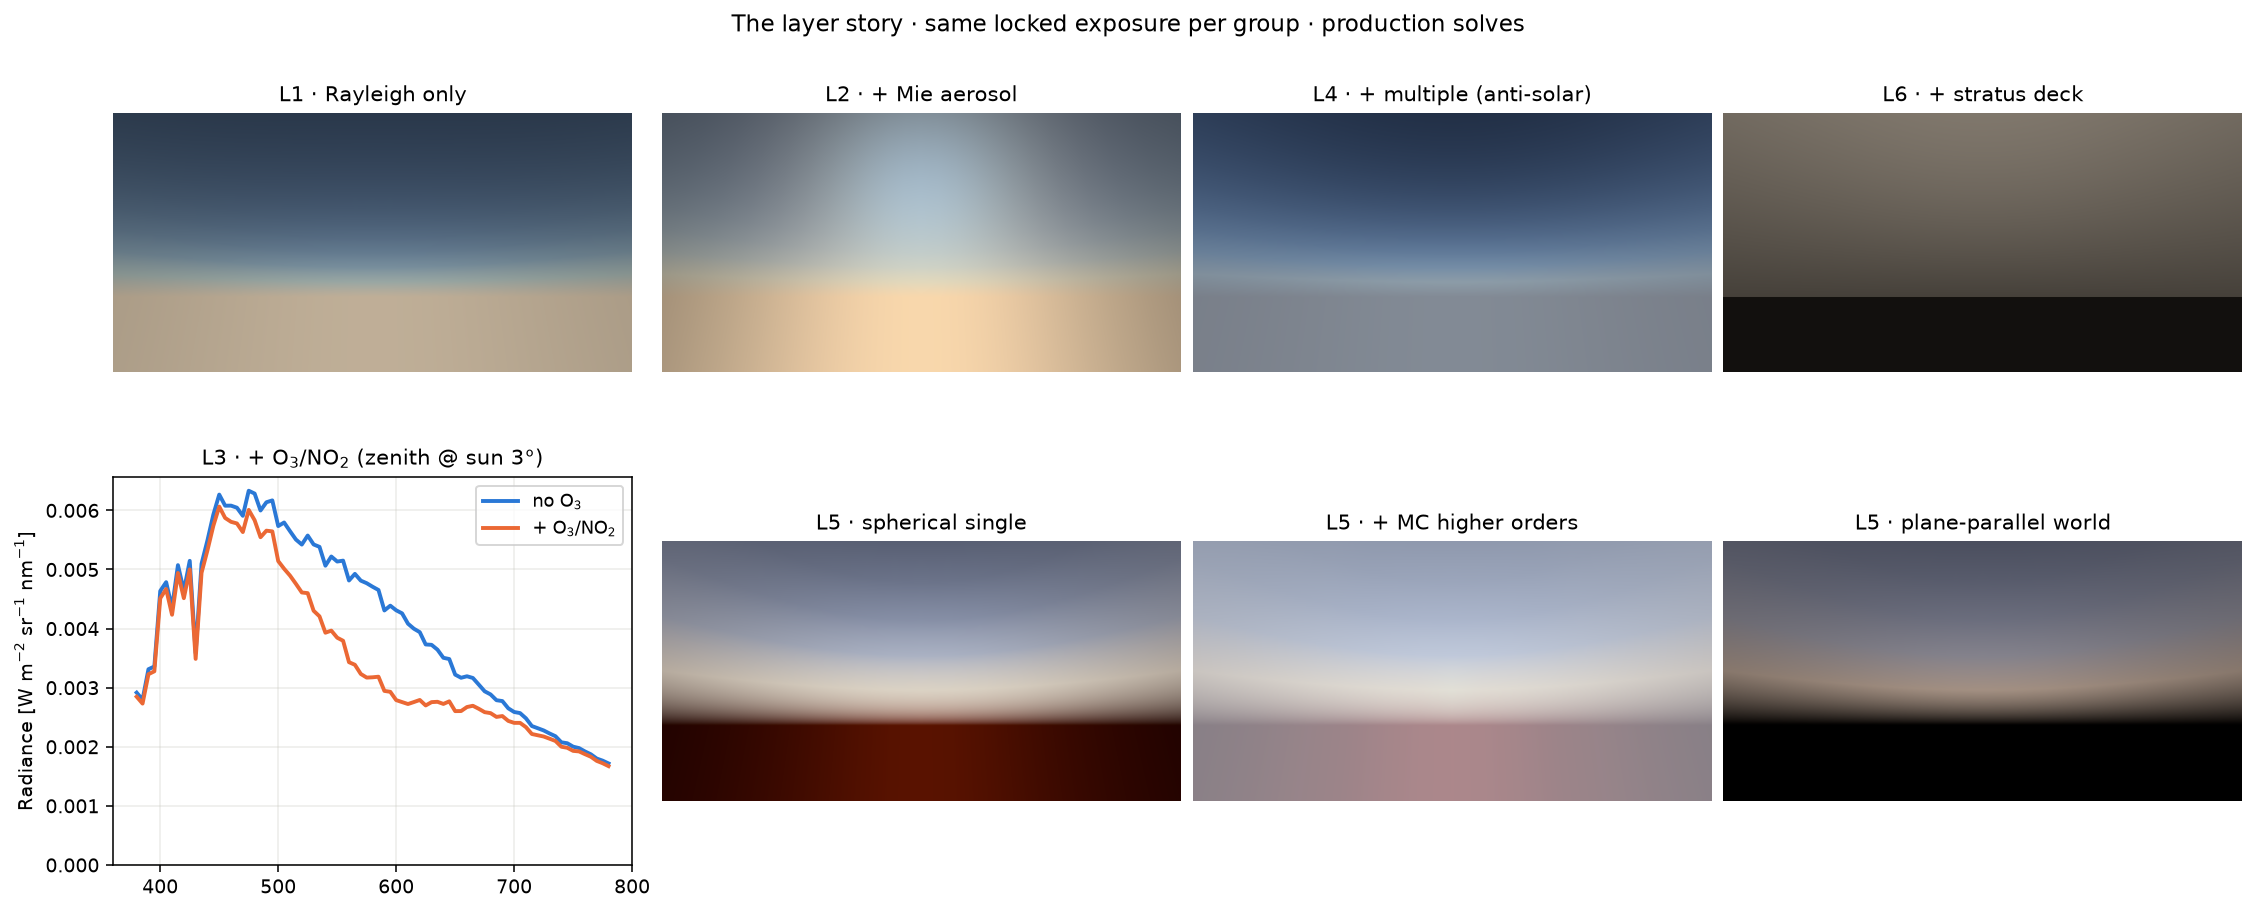 The layer story · same locked exposure per group · production solves
L1 · Rayleigh only
L2 · + Mie aerosol
L4 · + multiple (anti-solar)
L6 · + stratus deck
L3 · + O₃/NO₂ (zenith @ sun 3°)
Radiance [W m⁻² sr⁻¹ nm⁻¹]
0.006
0.005
0.004
0.003
0.002
0.001
0.000
no O₃
+ O₃/NO₂
400
500
600
700
800
L5 · spherical single
L5 · + MC higher orders
L5 · plane-parallel world